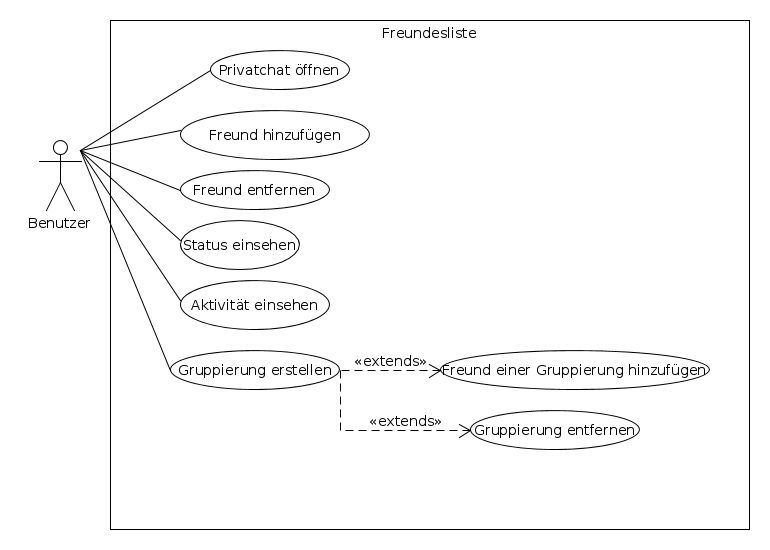 Freundesliste
Privatchat öffnen
Freund hinzufügen
Freund entfernen
Benutzer
Status einsehen
Aktivität einsehen
«extends»
Gruppierung erstellen
Freund einer Gruppierung hinzufügen
«extends»
Gruppierung entfernen